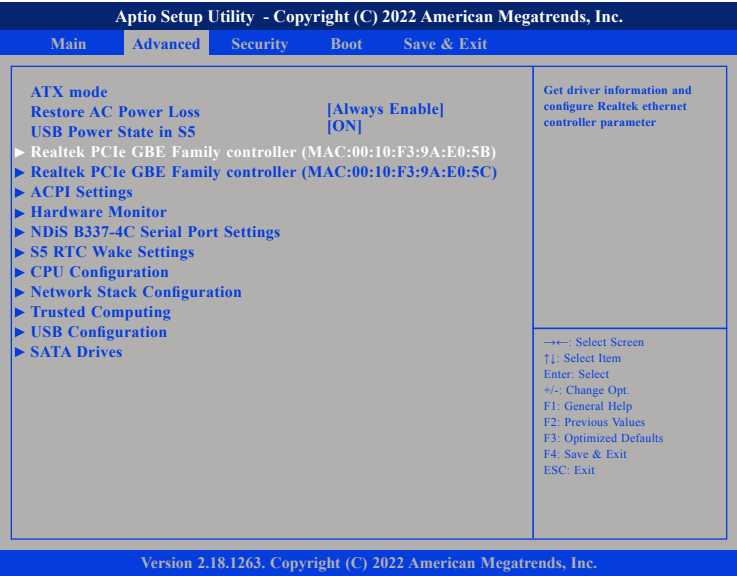 Aptio Setup Utility - Copyright (C) 2022 American Megatrends, Inc.
Main Advanced Security Boot Save & Exit
ATX mode
Restore AC Power Loss [Always Enable]
USB Power State in S5 [ON]
► Realtek PCIe GBE Family controller (MAC:00:10:F3:9A:E0:5B)
► Realtek PCIe GBE Family controller (MAC:00:10:F3:9A:E0:5C)
► ACPI Settings
► Hardware Monitor
► NDiS B337-4C Serial Port Settings
► S5 RTC Wake Settings
► CPU Configuration
► Network Stack Configuration
► Trusted Computing
► USB Configuration
► SATA Drives
Get driver information and
configure Realtek ethernet
controller parameter
→←: Select Screen
↑↓: Select Item
Enter: Select
+/-: Change Opt.
F1: General Help
F2: Previous Values
F3: Optimized Defaults
F4: Save & Exit
ESC: Exit
Version 2.18.1263. Copyright (C) 2022 American Megatrends, Inc.